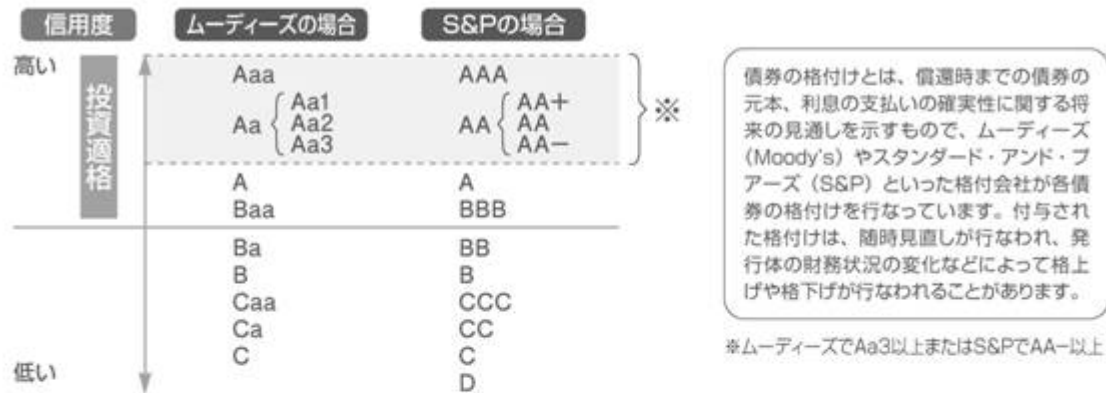 信用度 ムーディーズの場合 S&Pの場合
高い
投資適格
Aaa AAA
Aa Aa1 Aa2 Aa3 AA AA+ AA AA− ※
A A
Baa BBB
Ba BB
B B
Caa CCC
Ca CC
C C
低い D
債券の格付けとは、償還時までの債券の
元本、利息の支払いの確実性に関する将
来の見通しを示すもので、ムーディーズ
(Moody's)やスタンダード・アンド・プ
アーズ(S&P)といった格付会社が各債
券の格付けを行なっています。付与され
た格付けは、随時見直しが行なわれ、発
行体の財務状況の変化などによって格上
げや格下げが行なわれることがあります。
※ムーディーズでAa3以上またはS&PでAA−以上